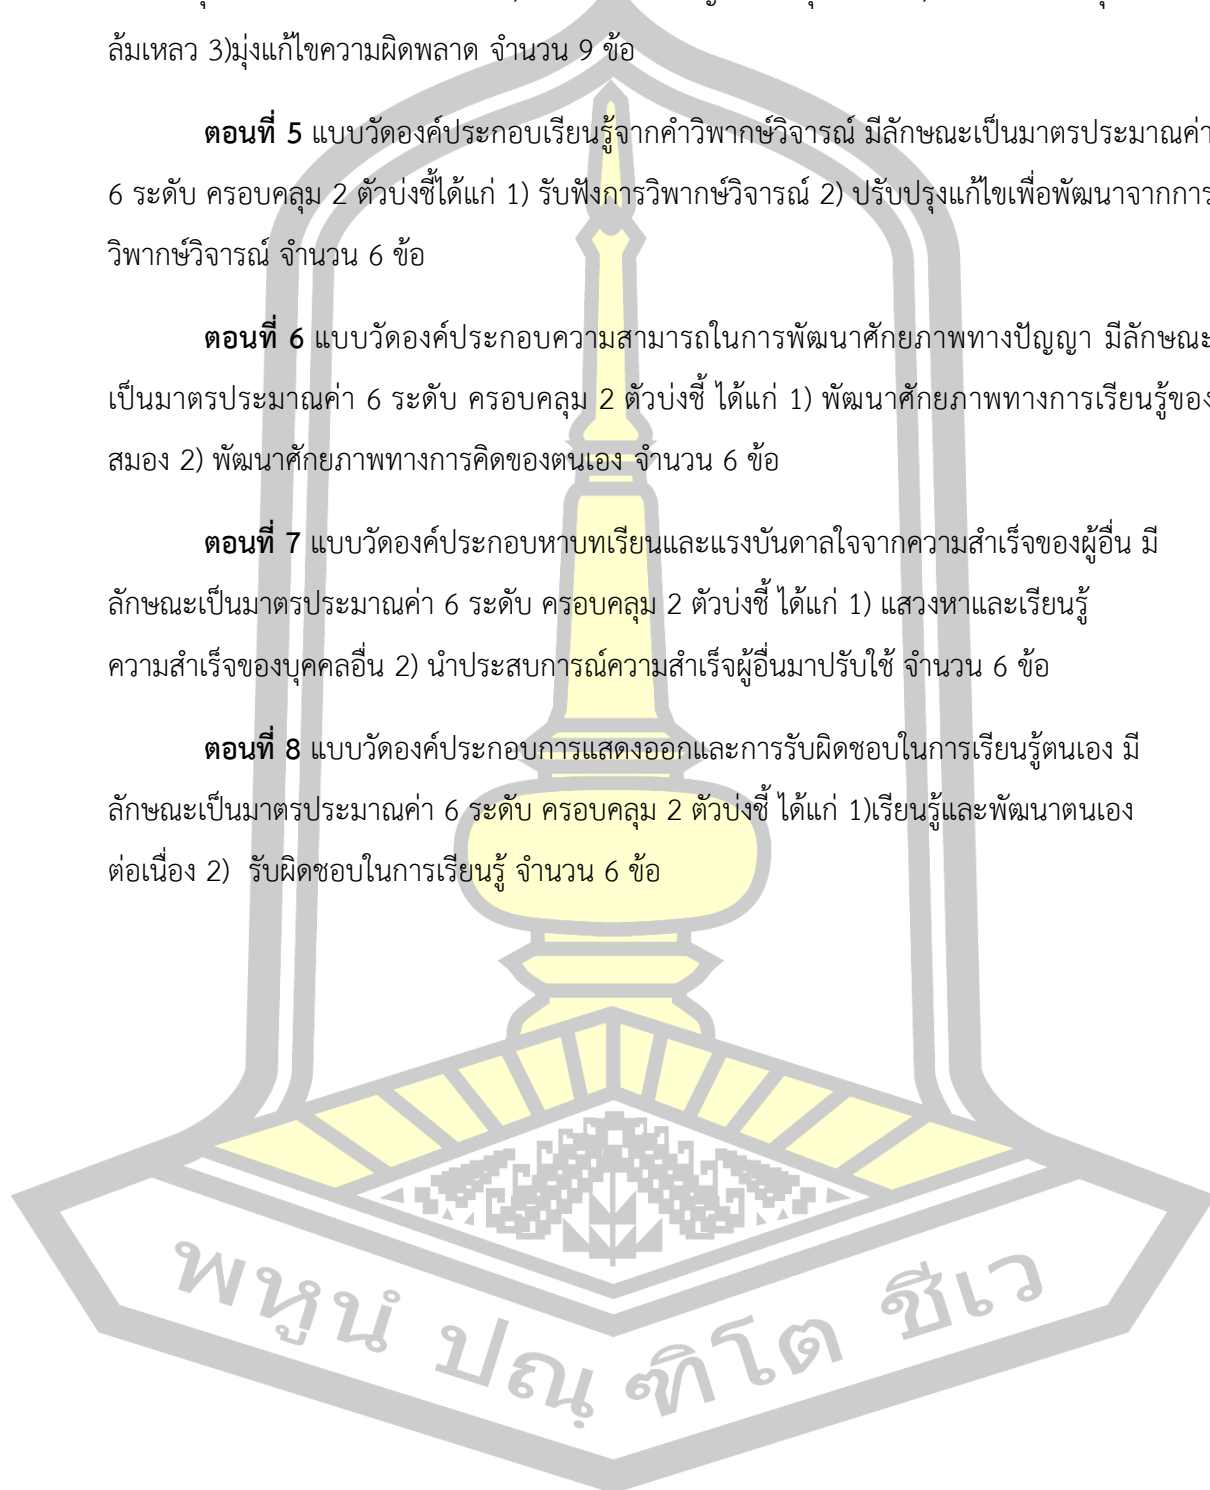 ล้มเหลว 3)มุ่งแก้ไขความผิดพลาด จำนวน 9 ข้อ
ตอนที่ 5 แบบวัดองค์ประกอบเรียนรู้จากคำวิพากษ์วิจารณ์ มีลักษณะเป็นมาตรประมาณค่า
6 ระดับ ครอบคลุม 2 ตัวบ่งชี้ได้แก่ 1) รับฟังการวิพากษ์วิจารณ์ 2) ปรับปรุงแก้ไขเพื่อพัฒนาจากการ
วิพากษ์วิจารณ์ จำนวน 6 ข้อ
ตอนที่ 6 แบบวัดองค์ประกอบความสามารถในการพัฒนาศักยภาพทางปัญญา มีลักษณะ
เป็นมาตรประมาณค่า 6 ระดับ ครอบคลุม 2 ตัวบ่งชี้ ได้แก่ 1) พัฒนาศักยภาพทางการเรียนรู้ของ
สมอง 2) พัฒนาศักยภาพทางการคิดของตนเอง จำนวน 6 ข้อ
ตอนที่ 7 แบบวัดองค์ประกอบหาบทเรียนและแรงบันดาลใจจากความสำเร็จของผู้อื่น มี
ลักษณะเป็นมาตรประมาณค่า 6 ระดับ ครอบคลุม 2 ตัวบ่งชี้ ได้แก่ 1) แสวงหาและเรียนรู้
ความสำเร็จของบุคคลอื่น 2) นำประสบการณ์ความสำเร็จผู้อื่นมาปรับใช้ จำนวน 6 ข้อ
ตอนที่ 8 แบบวัดองค์ประกอบการแสดงออกและการรับผิดชอบในการเรียนรู้ตนเอง มี
ลักษณะเป็นมาตรประมาณค่า 6 ระดับ ครอบคลุม 2 ตัวบ่งชี้ ได้แก่ 1)เรียนรู้และพัฒนาตนเอง
ต่อเนื่อง 2) รับผิดชอบในการเรียนรู้ จำนวน 6 ข้อ
พหูนํ ปณฺฑิโต ชีเว